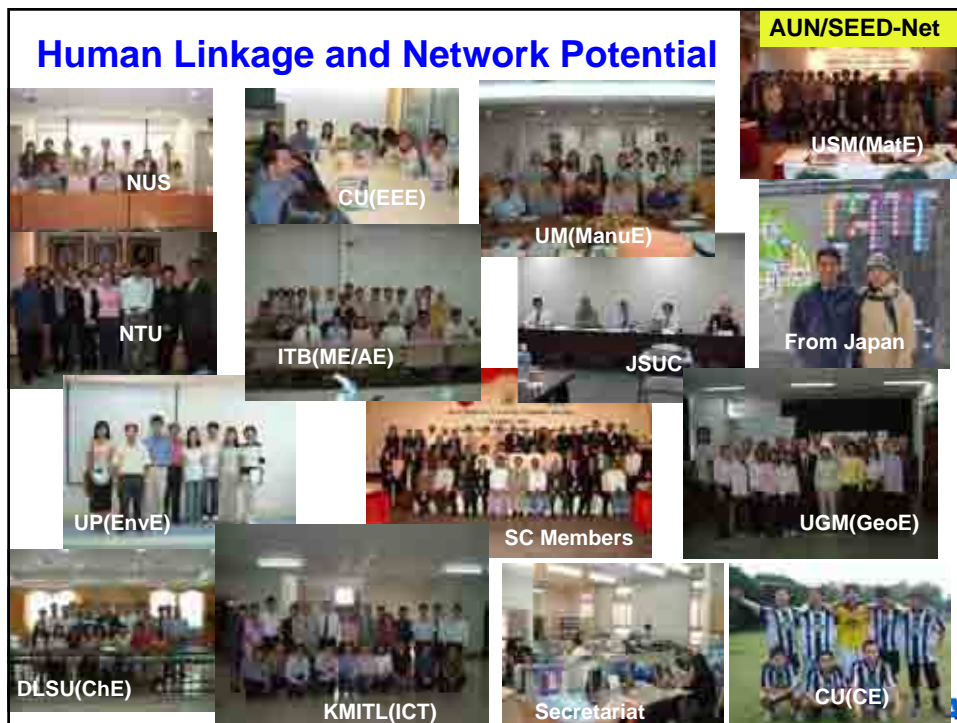 AUN/SEED-Net
Human Linkage and Network Potential
NUS
CU(EEE)
UM(ManuE)
USM(MatE)
NTU
ITB(ME/AE)
JSUC
From Japan
UP(EnvE)
SC Members
UGM(GeoE)
DLSU(ChE)
KMITL(ICT)
Secretariat
CU(CE)